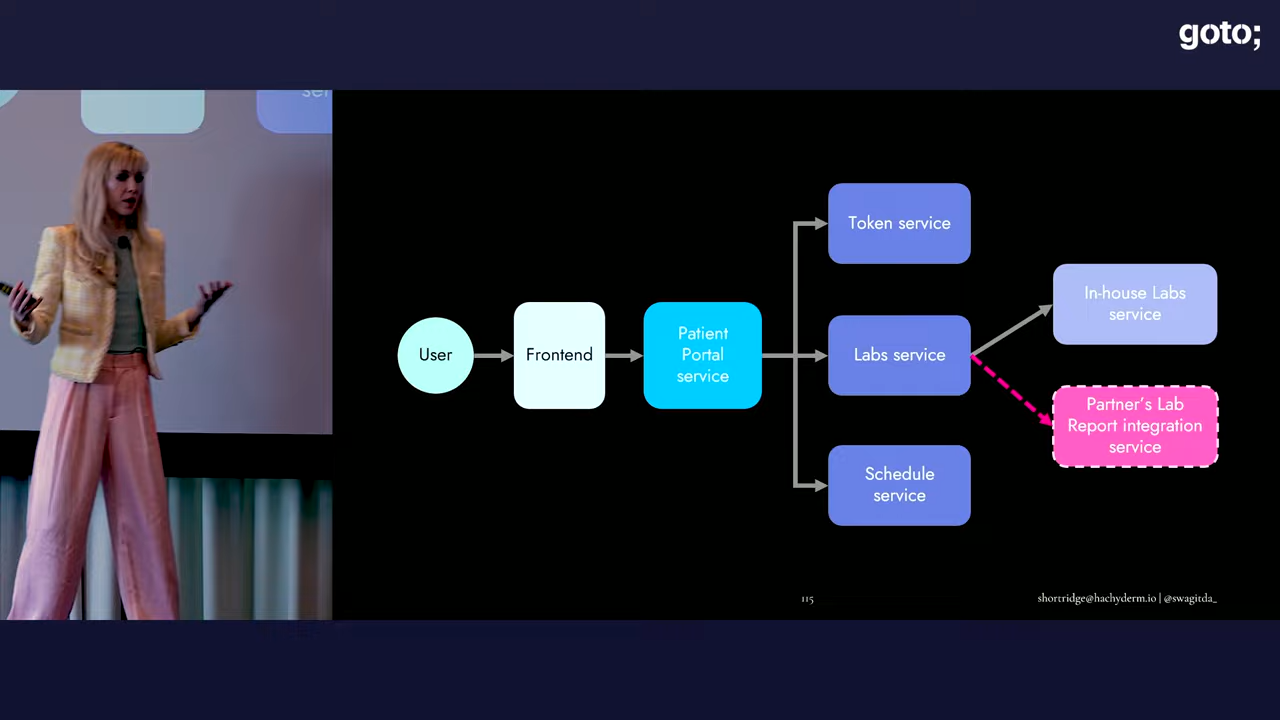 goto;
ser
User
Frontend
Patient
Portal
service
Token service
Labs service
Schedule
service
In-house Labs
service
Partner's Lab
Report integration
service
115
shortridge@hachyderm.io | @swagitda_